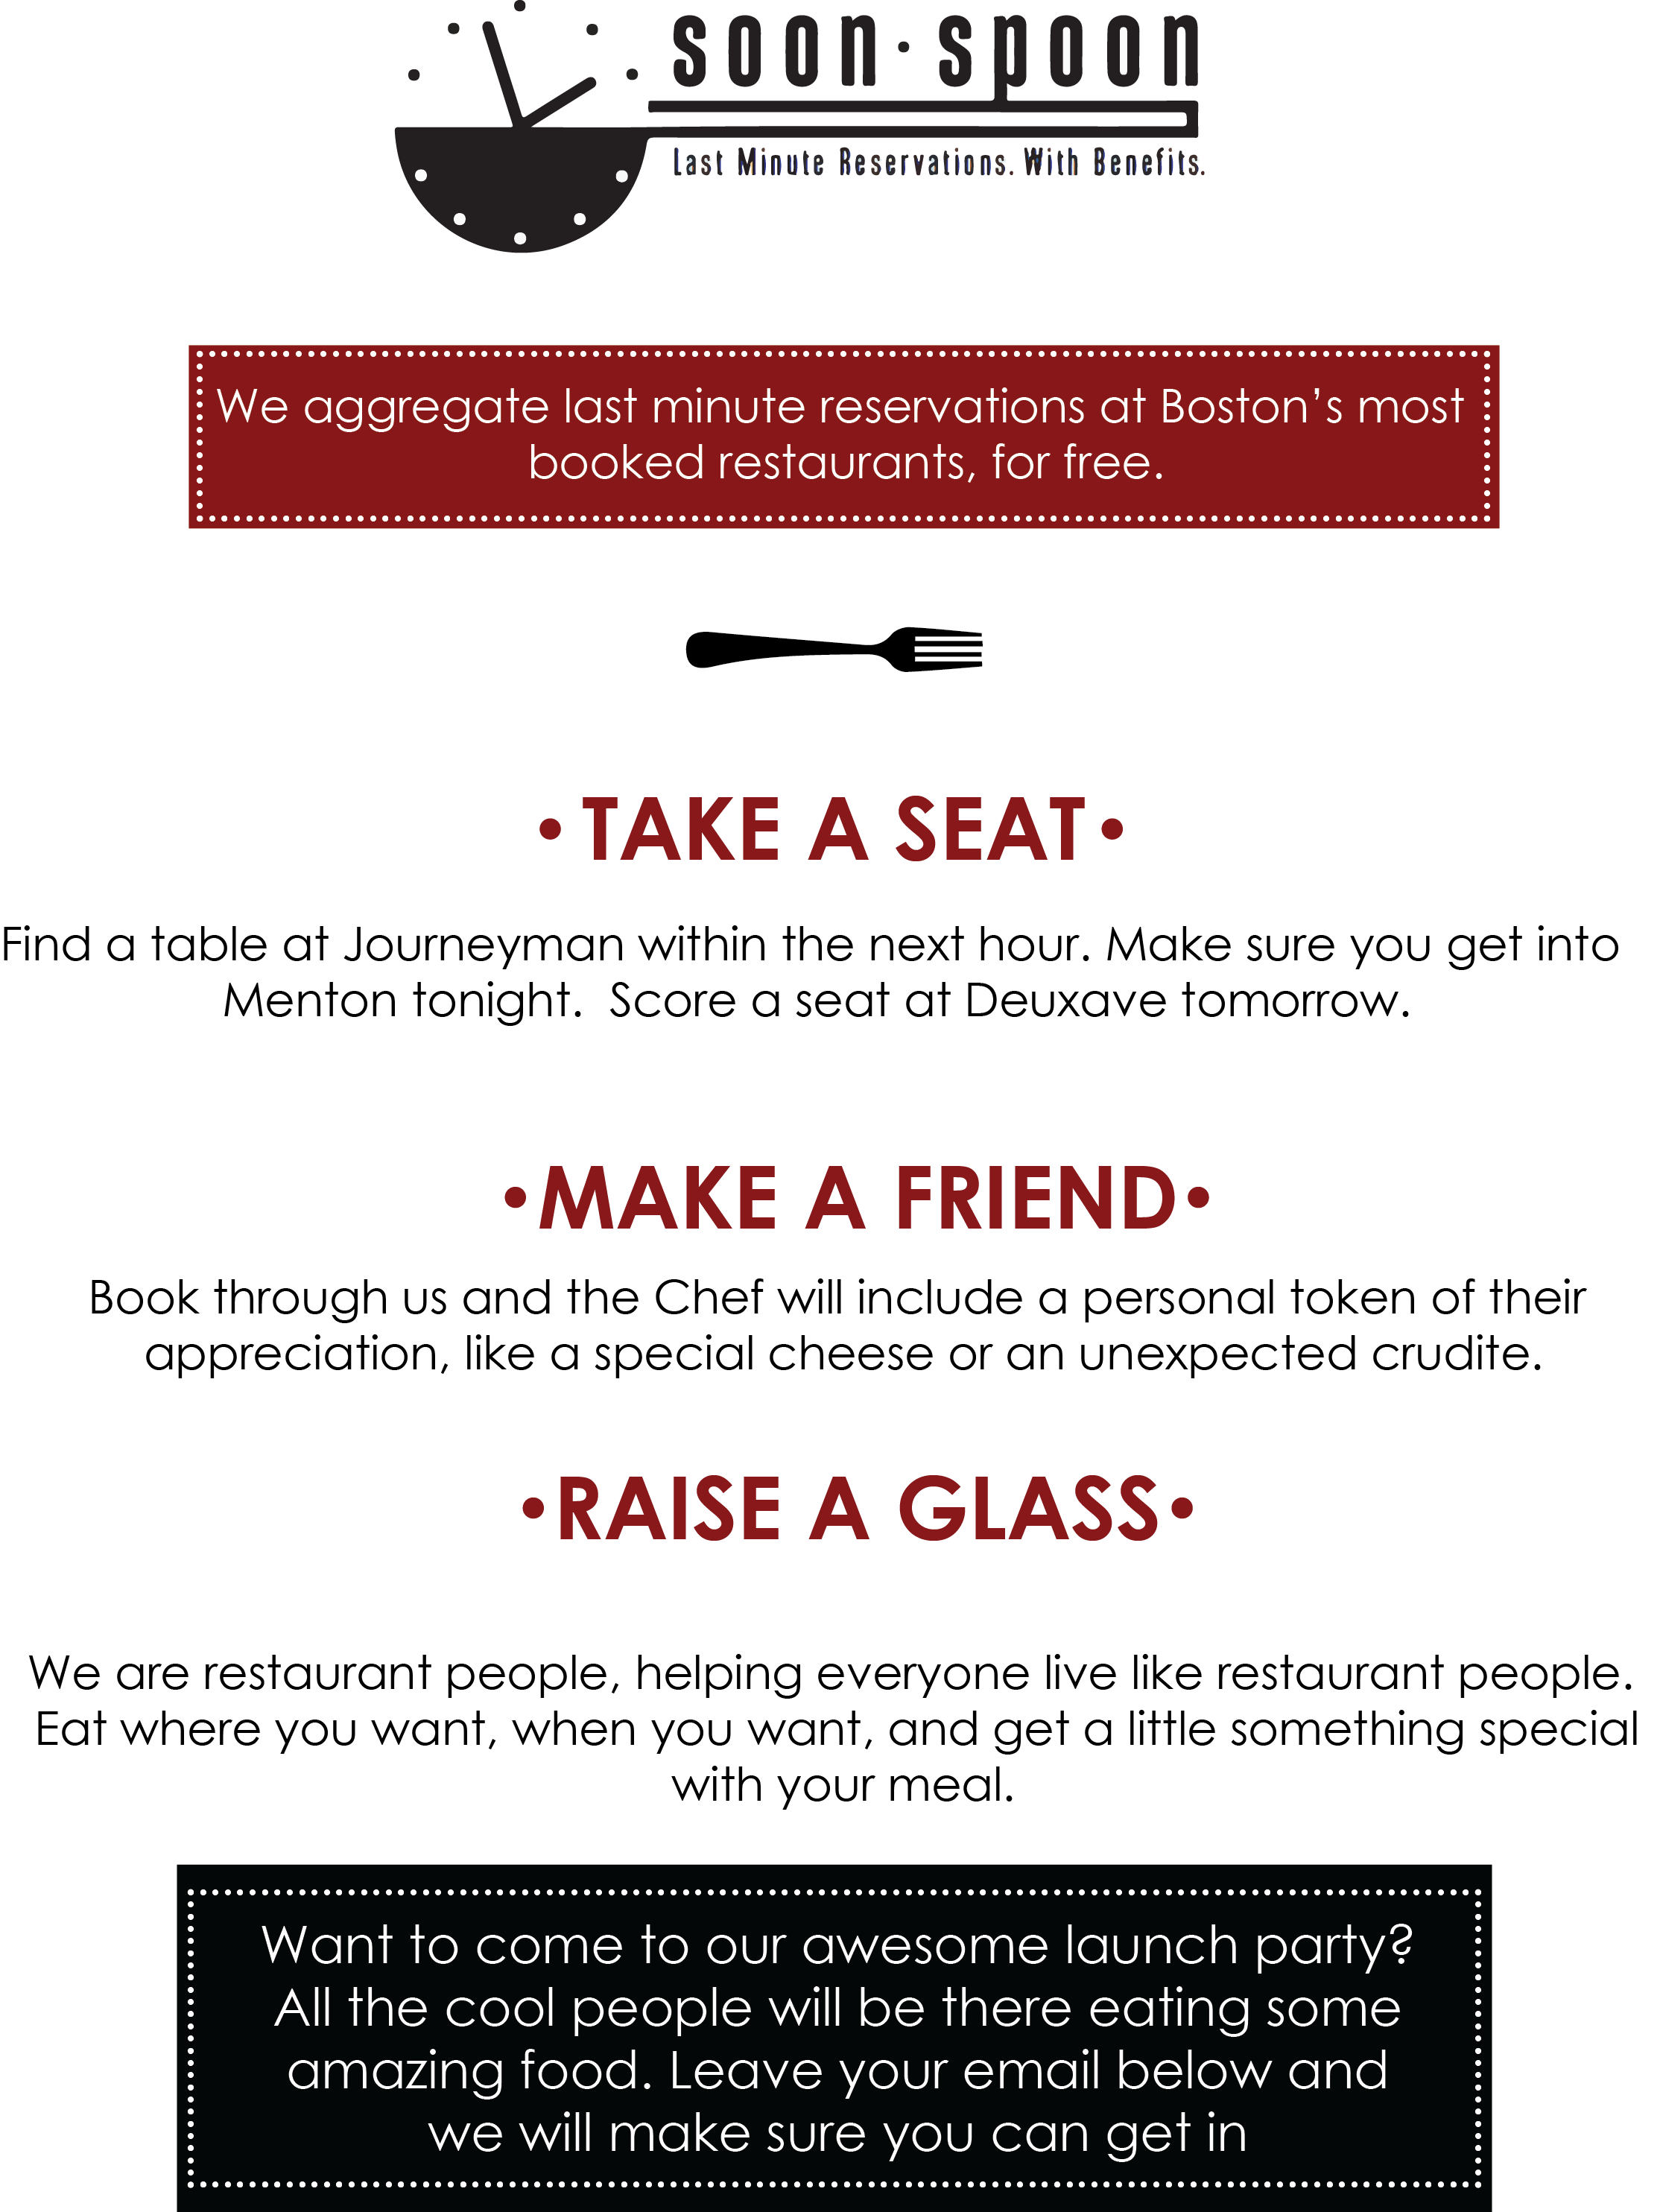 soon·spoon
Last Minute Reservations. With Benefits.
We aggregate last minute reservations at Boston’s most
booked restaurants, for free.
•TAKE A SEAT•
Find a table at Journeyman within the next hour. Make sure you get into
Menton tonight.  Score a seat at Deuxave tomorrow.
•MAKE A FRIEND•
Book through us and the Chef will include a personal token of their
appreciation, like a special cheese or an unexpected crudite.
•RAISE A GLASS•
We are restaurant people, helping everyone live like restaurant people.
Eat where you want, when you want, and get a little something special
with your meal.
Want to come to our awesome launch party?
All the cool people will be there eating some
amazing food. Leave your email below and
we will make sure you can get in